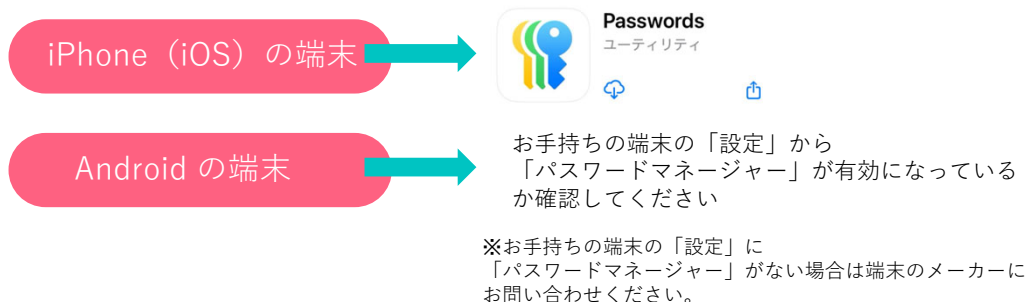 iPhone（iOS）の端末
Passwords
ユーティリティ
Android の端末
お手持ちの端末の「設定」から
「パスワードマネージャー」が有効になっている
か確認してください
※お手持ちの端末の「設定」に
「パスワードマネージャー」がない場合は端末のメーカーに
お問い合わせください。